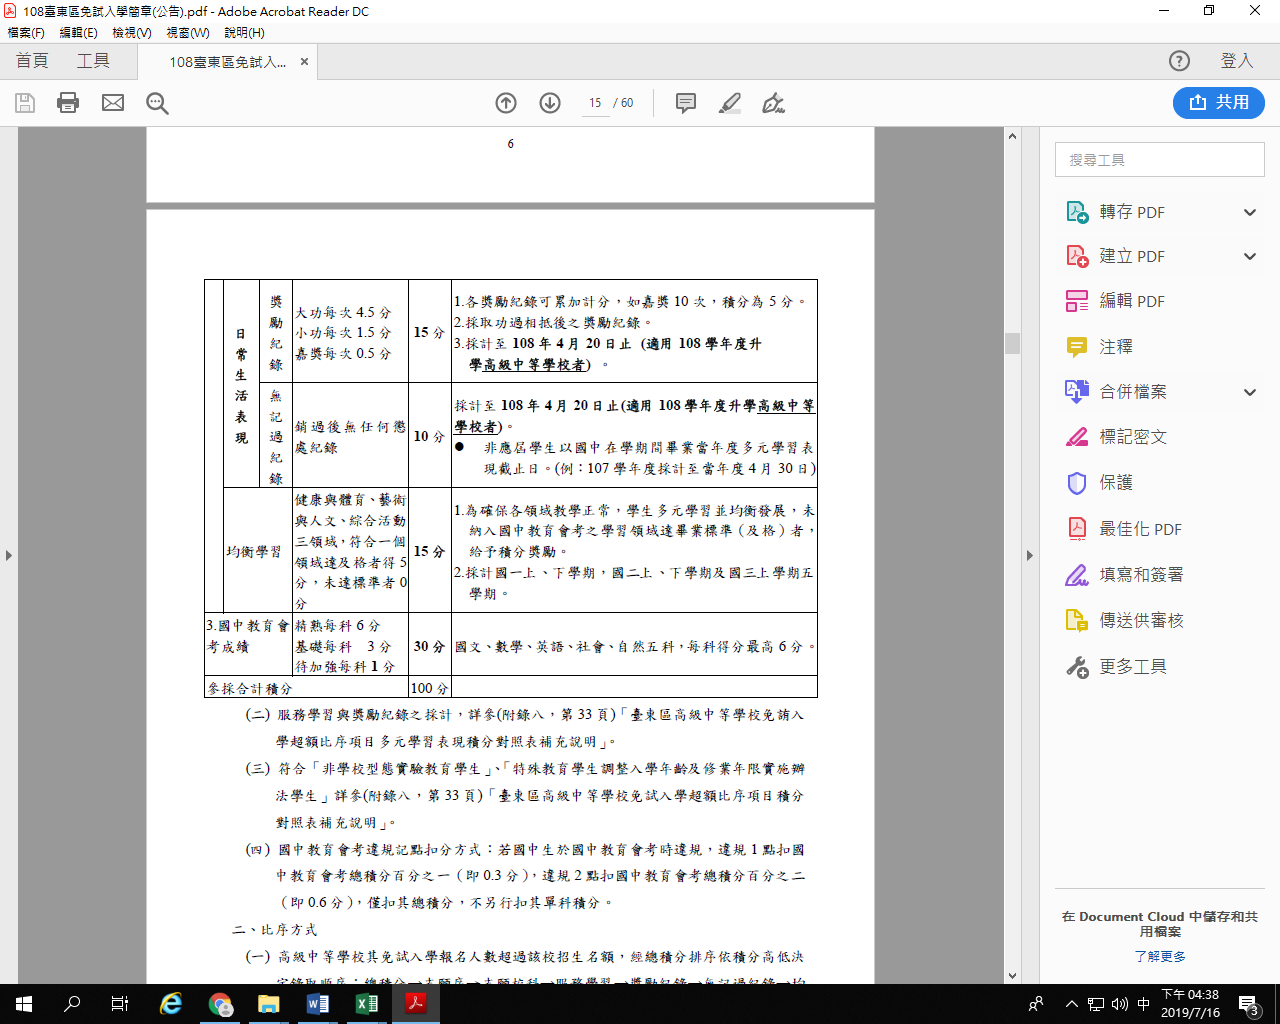 108臺東區免試入學簡章(公告).pdf - Adobe Acrobat Reader DC
檔案(F) 編輯(E) 檢視(V) 視窗(W) 說明(H)
首頁 工具 108臺東區免試入... × 登入
15 / 60 共用
6
日常生活表現
獎勵紀錄
大功每次 4.5 分
小功每次 1.5 分
嘉獎每次 0.5 分
15 分
1.各獎勵紀錄可累加計分，如嘉獎 10 次，積分為 5 分。
2.採取功過相抵後之獎勵紀錄。
3.採計至 108 年 4 月 20 日止 (適用 108 學年度升
學高級中等學校者) 。
無記過紀錄
銷過後無任何懲
處紀錄
10 分
採計至 108 年 4 月 20 日止(適用 108 學年度升學高級中等
學校者)。
● 非應屆學生以國中在學期間畢業當年度多元學習表
現截止日。(例：107 學年度採計至當年度 4 月 30 日)
均衡學習
健康與體育、藝術
與人文、綜合活動
三領域，符合一個
領域達及格者得 5
分，未達標準者 0
分
15 分
1.為確保各領域教學正常，學生多元學習並均衡發展，未
納入國中教育會考之學習領域達畢業標準（及格）者，
給予積分獎勵。
2.採計國一上、下學期，國二上、下學期及國三上學期五
學期。
3.國中教育會
考成績
精熟每科 6 分
基礎每科 3 分
待加強每科 1 分
30 分
國文、數學、英語、社會、自然五科，每科得分最高 6 分。
參採合計積分
100 分
(二) 服務學習與獎勵紀錄之採計，詳參(附錄八，第 33 頁)「臺東區高級中等學校免試入
學超額比序項目多元學習表現積分對照表補充說明」。
(三) 符合「非學校型態實驗教育學生」、「特殊教育學生調整入學年齡及修業年限實施辦
法學生」詳參(附錄八，第 33 頁)「臺東區高級中等學校免試入學超額比序項目積分
對照表補充說明」。
(四) 國中教育會考違規記點扣分方式：若國中生於國中教育會考時違規，違規 1 點扣國
中教育會考總積分百分之一（即 0.3 分），違規 2 點扣國中教育會考總積分百分之二
（即 0.6 分），僅扣其總積分，不另行扣其單科積分。
二、比序方式
(一) 高級中等學校其免試入學報名人數超過該校招生名額，經總積分排序依積分高低決
定錄取順序：總積分→志願序→志願校科→服務學習→獎勵紀錄→無記過紀錄→均
搜尋工具
轉存 PDF
建立 PDF
編輯 PDF
注釋
合併檔案
標記密文
保護
最佳化 PDF
填寫和簽署
傳送供審核
更多工具
在 Document Cloud 中儲存和共
用檔案
了解更多
中
下午 04:38
2019/7/16
3